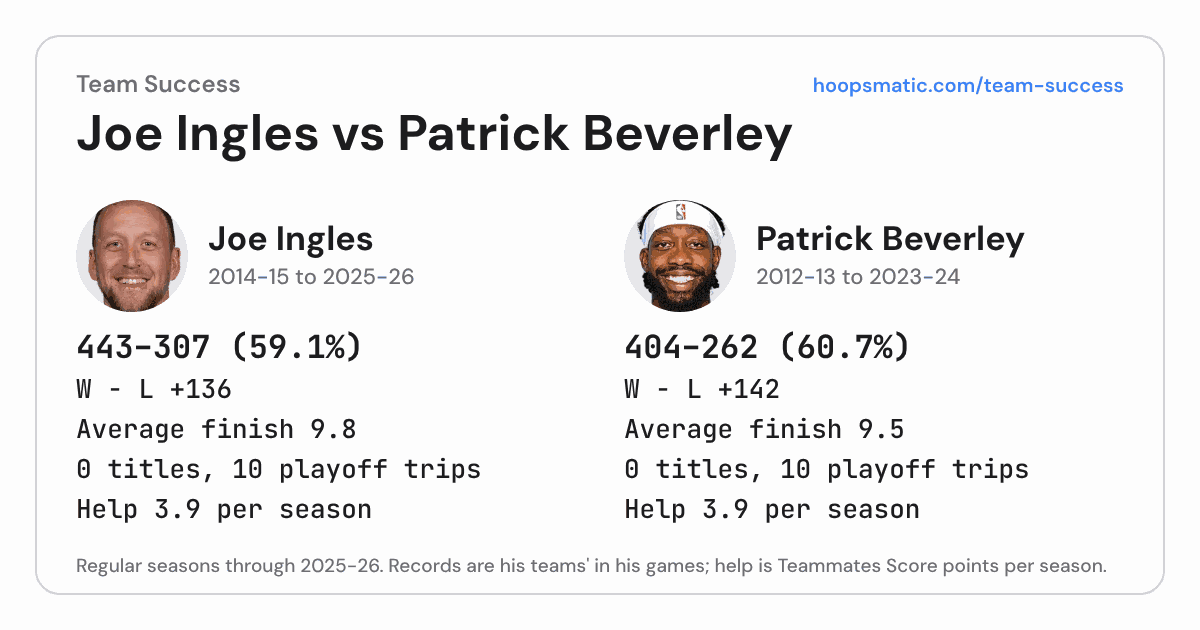 Team Success
hoopsmatic.com/team-success
Joe Ingles vs Patrick Beverley
Joe Ingles
2014-15 to 2025-26
443-307 (59.1%)
W - L +136
Average finish 9.8
0 titles, 10 playoff trips
Help 3.9 per season
Patrick Beverley
2012-13 to 2023-24
404-262 (60.7%)
W - L +142
Average finish 9.5
0 titles, 10 playoff trips
Help 3.9 per season
Regular seasons through 2025-26. Records are his teams' in his games; help is Teammates Score points per season.